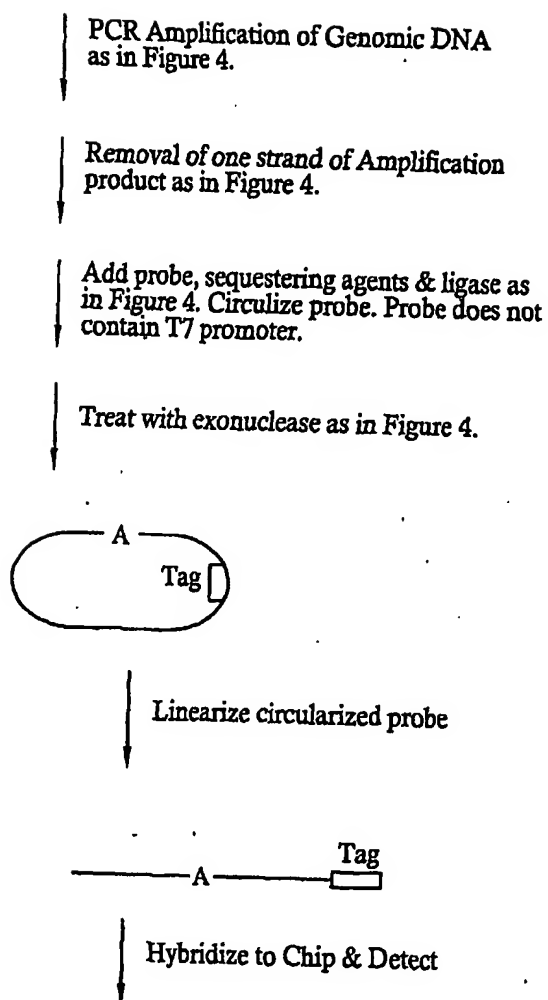 PCR Amplification of Genomic DNA
as in Figure 4.
Removal of one strand of Amplification
product as in Figure 4.
Add probe, sequestering agents & ligase as
in Figure 4. Circulize probe. Probe does not
contain T7 promoter.
Treat with exonuclease as in Figure 4.
A
Tag
Linearize circularized probe
Tag
A
Hybridize to Chip & Detect